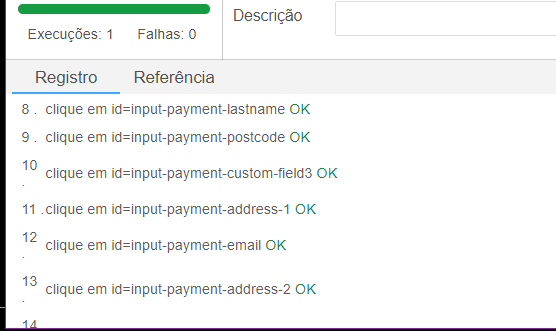 Execuções: 1 Falhas: 0 Descrição
Registro Referência
8 . clique em id=input-payment-lastname OK
9 . clique em id=input-payment-postcode OK
10 . clique em id=input-payment-custom-field3 OK
11 . clique em id=input-payment-address-1 OK
12 . clique em id=input-payment-email OK
13 . clique em id=input-payment-address-2 OK
14